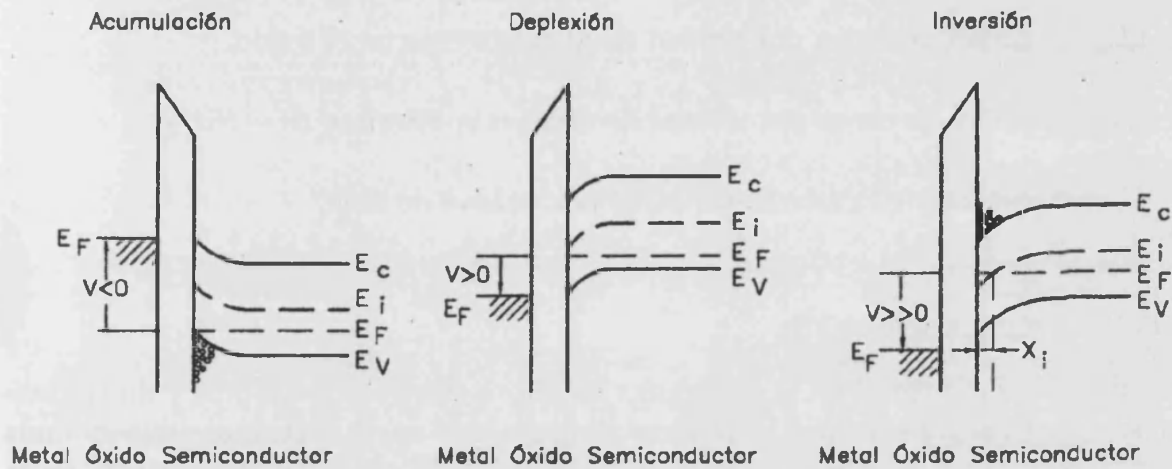 Acumulación
Deplexión
Inversión
E_F
V<0
E_c
E_i
E_F
E_V
V>0
E_F
E_c
E_i
E_F
E_V
V>>0
E_F
E_c
E_i
E_F
E_V
X_i
Metal Óxido Semiconductor
Metal Óxido Semiconductor
Metal Óxido Semiconductor